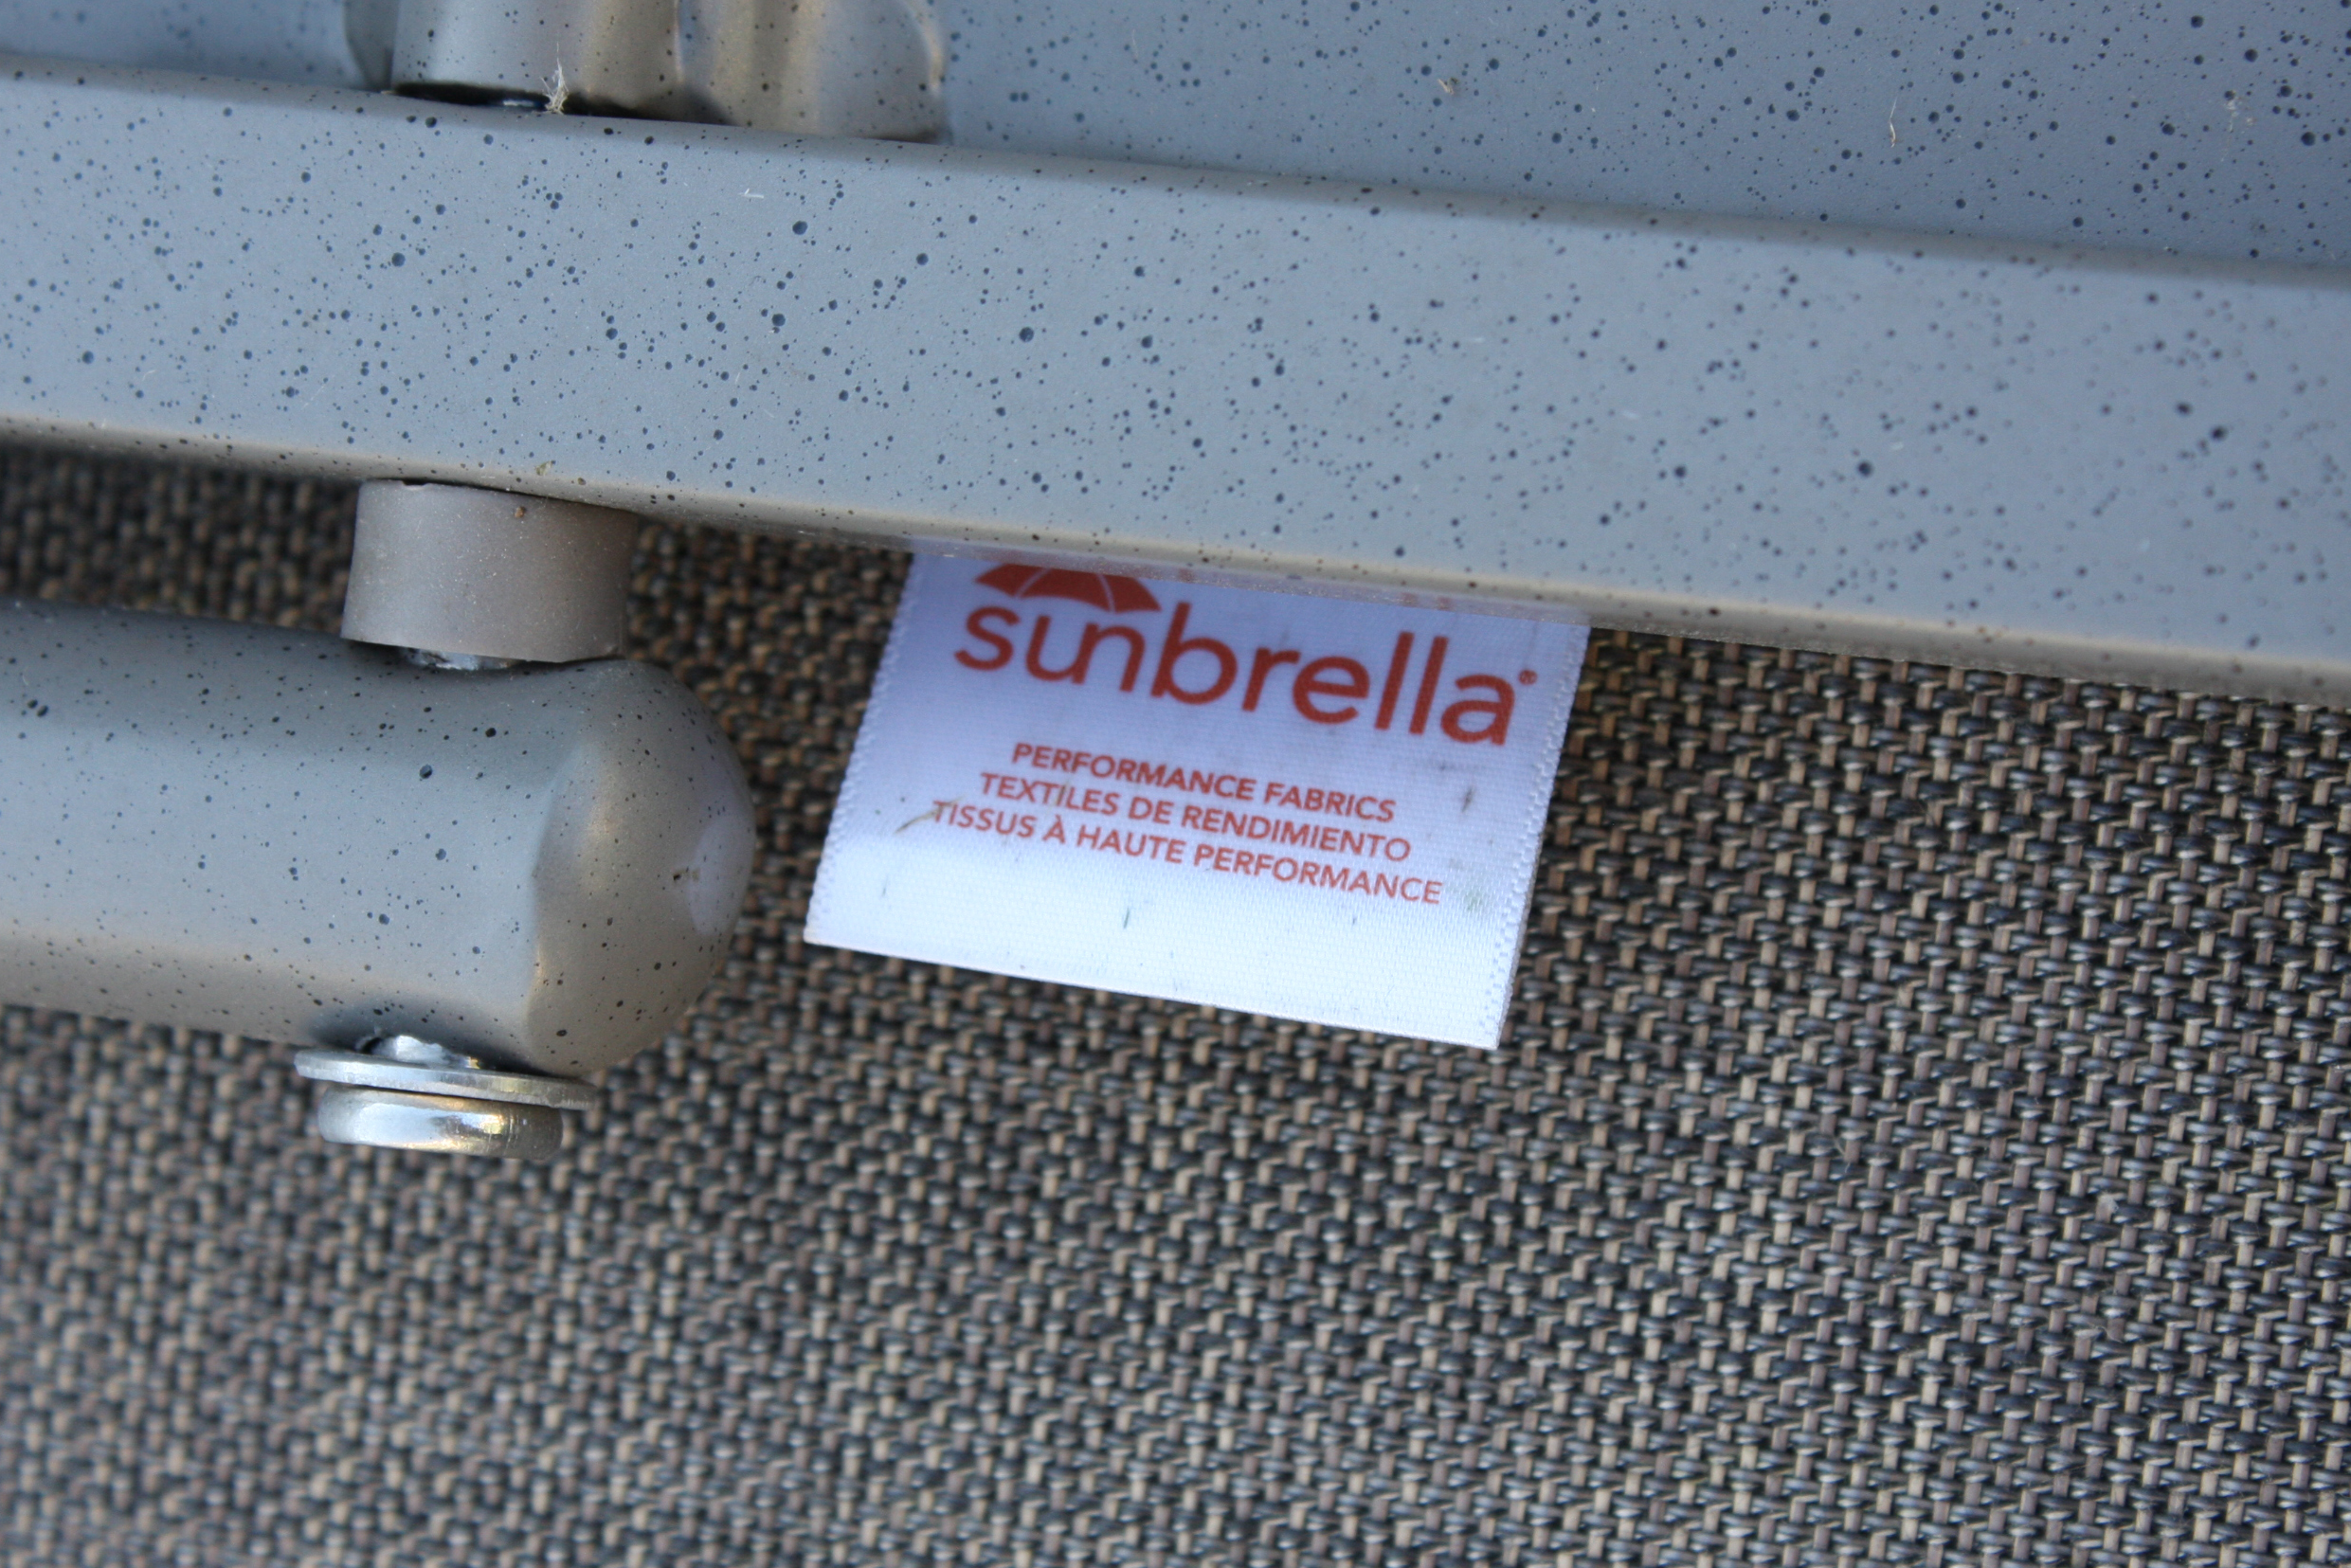 sunbrella®
PERFORMANCE FABRICS
TEXTILES DE RENDIMIENTO
TISSUS À HAUTE PERFORMANCE